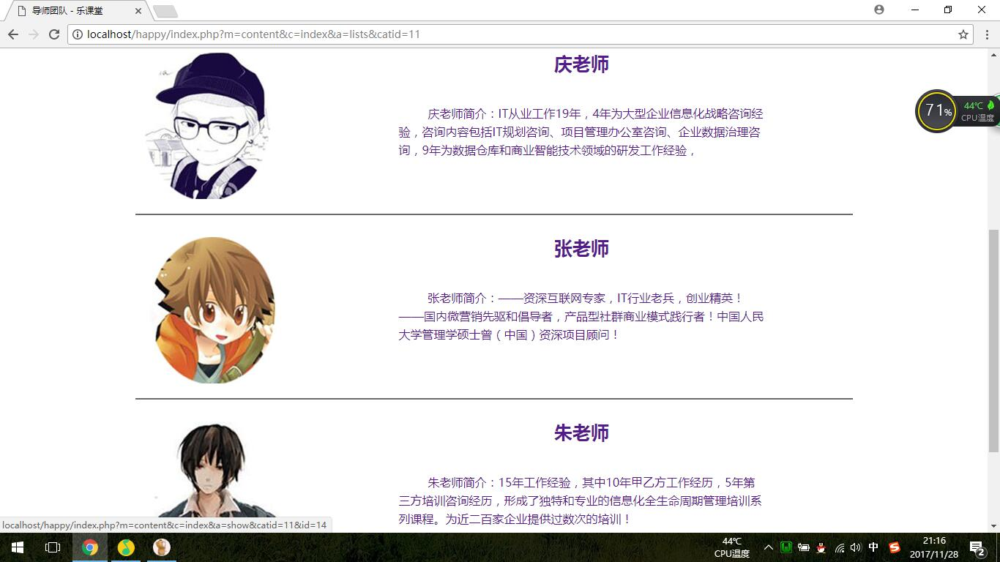 导师团队 - 乐课堂
localhost/happy/index.php?m=content&c=index&a=lists&catid=11
庆老师
庆老师简介：IT从业工作19年，4年为大型企业信息化战略咨询经
验，咨询内容包括IT规划咨询、项目管理办公室咨询、企业数据治理咨
询，9年为数据仓库和商业智能技术领域的研发工作经验，
71%
44℃
CPU温度
张老师
张老师简介：——资深互联网专家，IT行业老兵，创业精英！
——国内微营销先驱和倡导者，产品型社群商业模式践行者！中国人民
大学管理学硕士曾（中国）资深项目顾问！
朱老师
朱老师简介：15年工作经验，其中10年甲乙方工作经历，5年第
三方培训咨询经历，形成了独特和专业的信息化全生命周期管理培训系
列课程。为近二百家企业提供过数次的培训！
localhost/happy/index.php?m=content&c=index&a=show&catid=11&id=14
44℃
CPU温度
中
21:16
2017/11/28
2